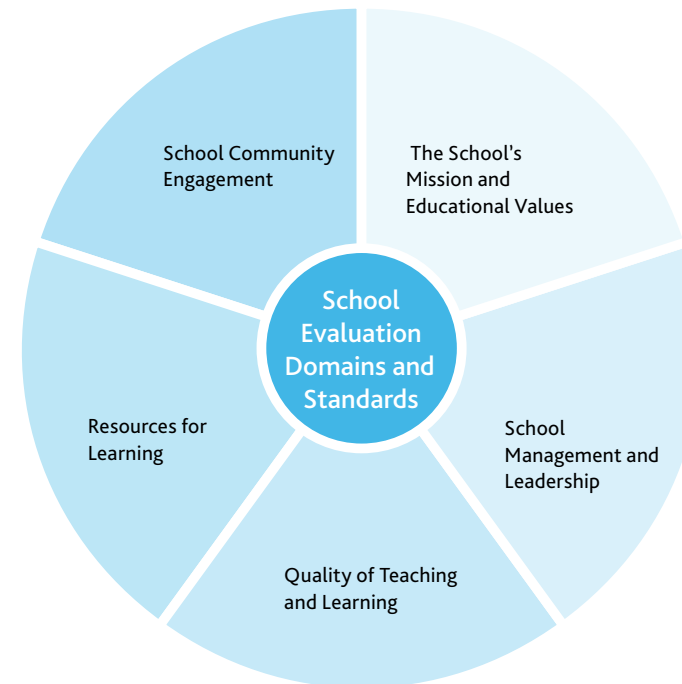 School Community
Engagement
The School’s
Mission and
Educational Values
School
Evaluation
Domains and
Standards
Resources for
Learning
School
Management and
Leadership
Quality of Teaching
and Learning